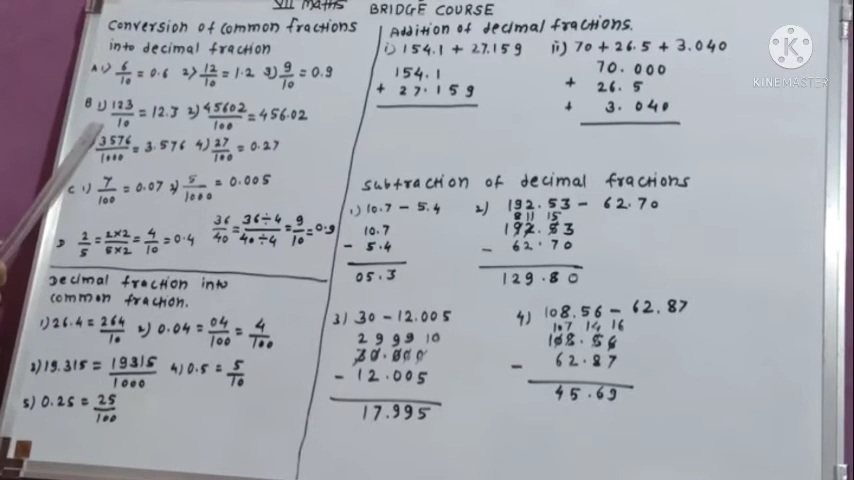 VII MATHS BRIDGE COURSE
Conversion of common fractions
into decimal fraction
A 1) 6/10 = 0.6 2) 12/10 = 1.2 3) 9/10 = 0.9
B 1) 123/10 = 12.3 2) 45602/100 = 456.02
3576/1000 = 3.576 4) 27/100 = 0.27
C 1) 7/100 = 0.07 2) 5/1000 = 0.005
D 2/5 = 2×2/5×2 = 4/10 = 0.4 36/40 = 36÷4/40÷4 = 9/10 = 0.9
Decimal fraction into
common fraction.
1) 26.4 = 264/10 2) 0.04 = 04/100 = 4/100
3) 19.315 = 19315/1000 4) 0.5 = 5/10
5) 0.25 = 25/100
Addition of decimal fractions.
i) 154.1 + 27.159 ii) 70 + 26.5 + 3.040
154.1 70.000
+ 27.159 + 26.5
+ 3.040
Subtraction of decimal fractions
1) 10.7 - 5.4 2) 192.53 - 62.70
8 11 15
10.7 192.53
- 5.4 - 62.70
05.3 129.80
3) 30 - 12.005 4) 108.56 - 62.87
2 9 9 9 10 107 14 16
30.000 108.56
- 12.005 - 62.87
17.995 45.69
KINEMASTER